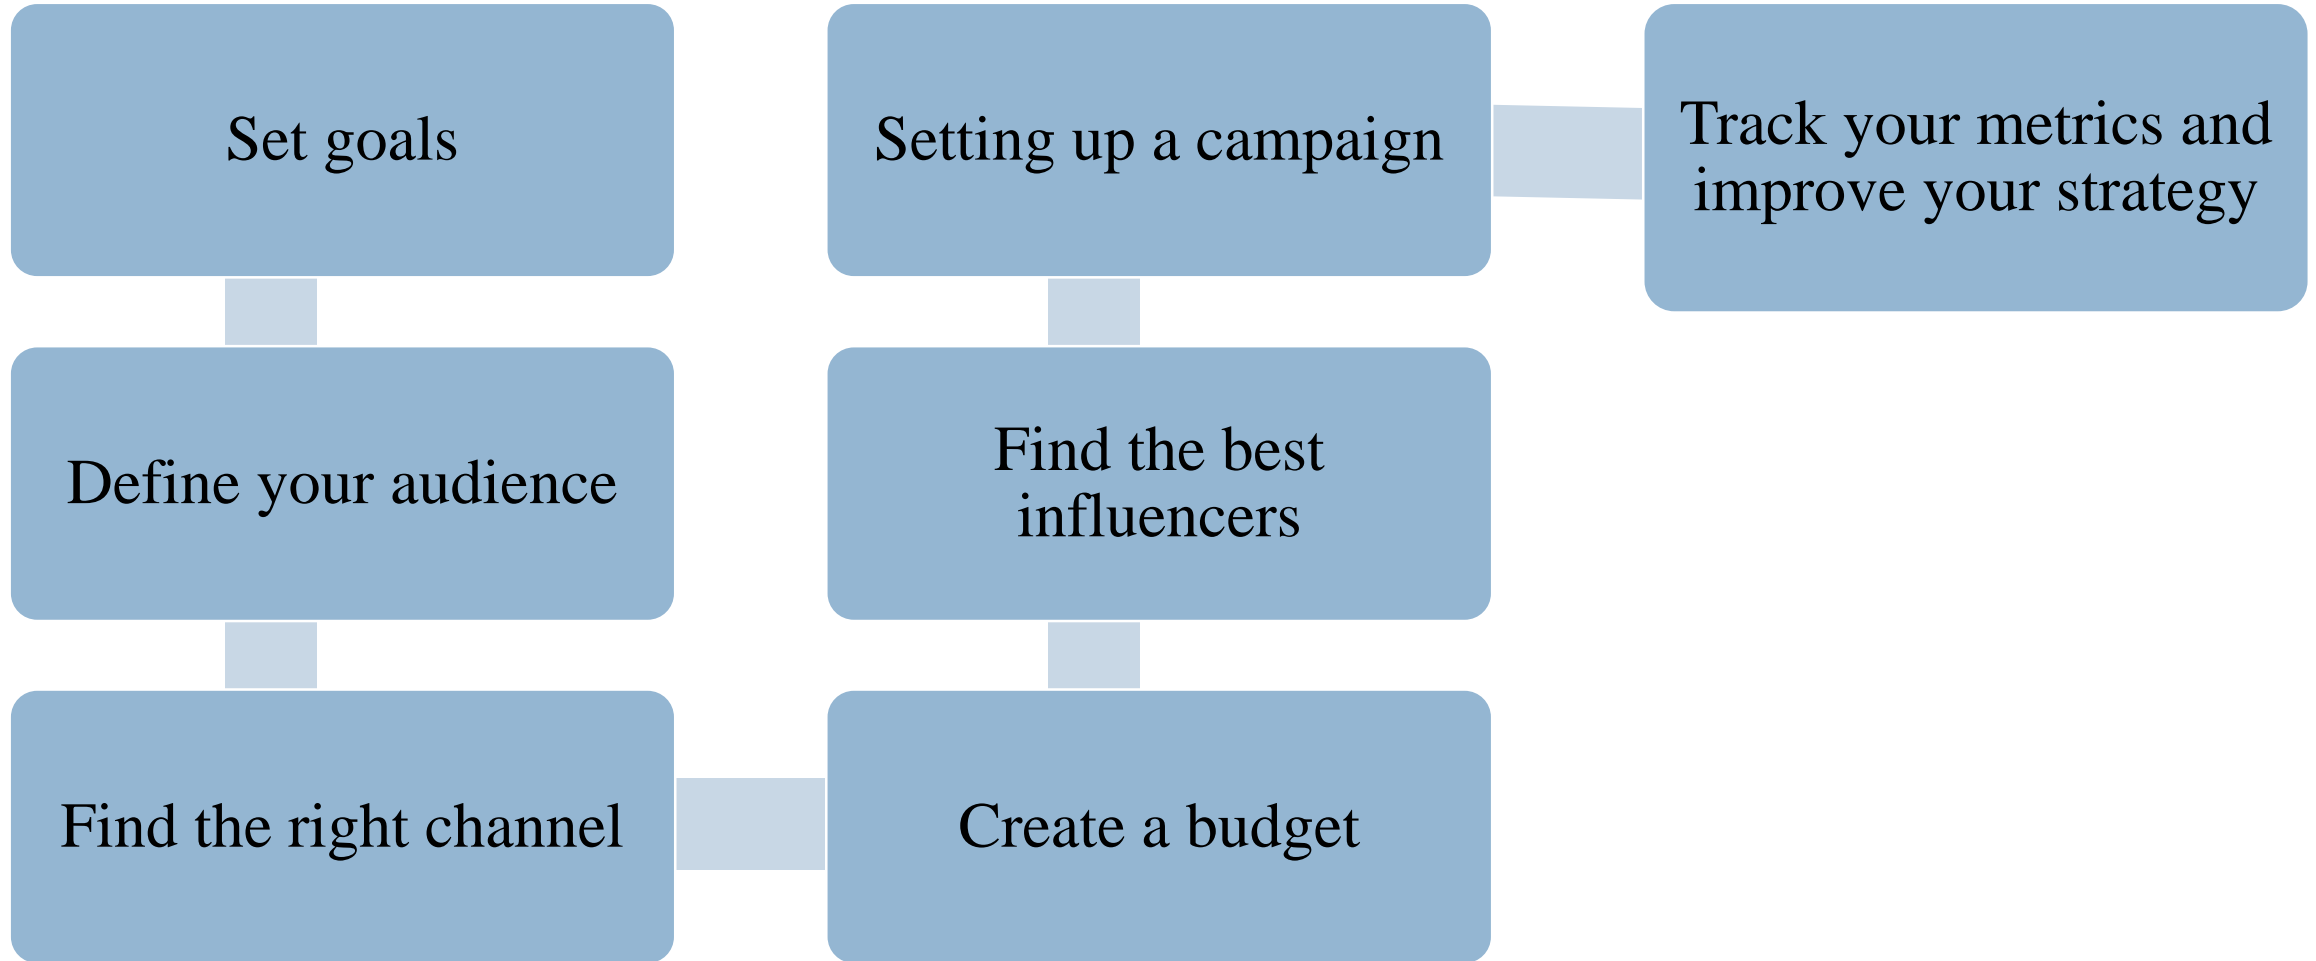 Set goals
Define your audience
Find the right channel
Create a budget
Find the best
influencers
Setting up a campaign
Track your metrics and
improve your strategy